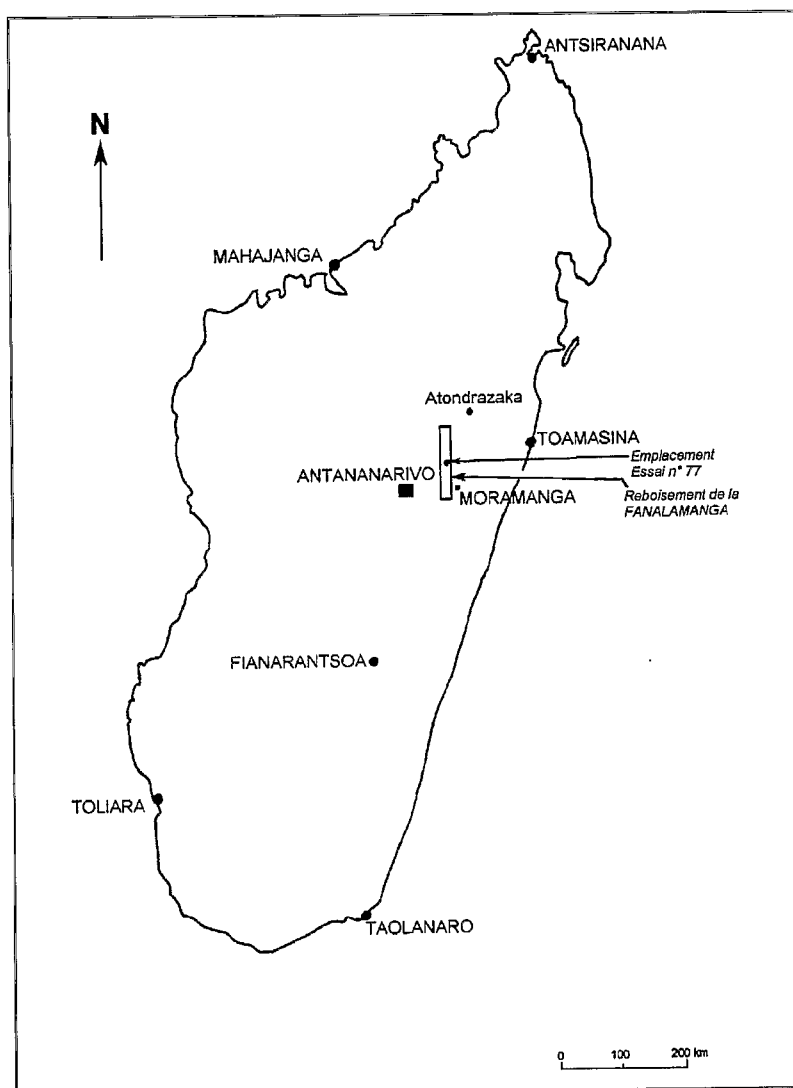 ANTSIRANANA
N
MAHAJANGA
Atondrazaka
TOAMASINA
Emplacement
Essai n° 77
ANTANANARIVO
MORAMANGA
Reboisement de la
FANALAMANGA
FIANARANTSOA
TOLIARA
TAOLANARO
0 100 200 km